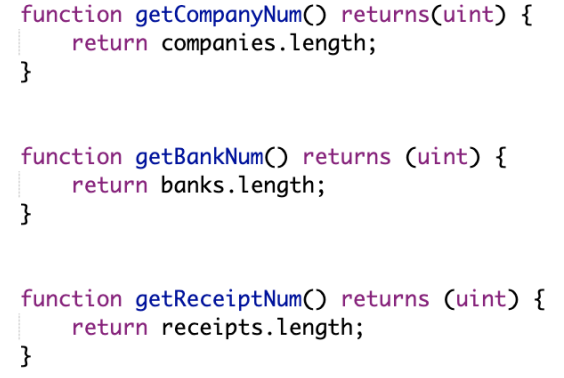 function getCompanyNum() returns(uint) {
    return companies.length;
}
function getBankNum() returns (uint) {
    return banks.length;
}
function getReceiptNum() returns (uint) {
    return receipts.length;
}